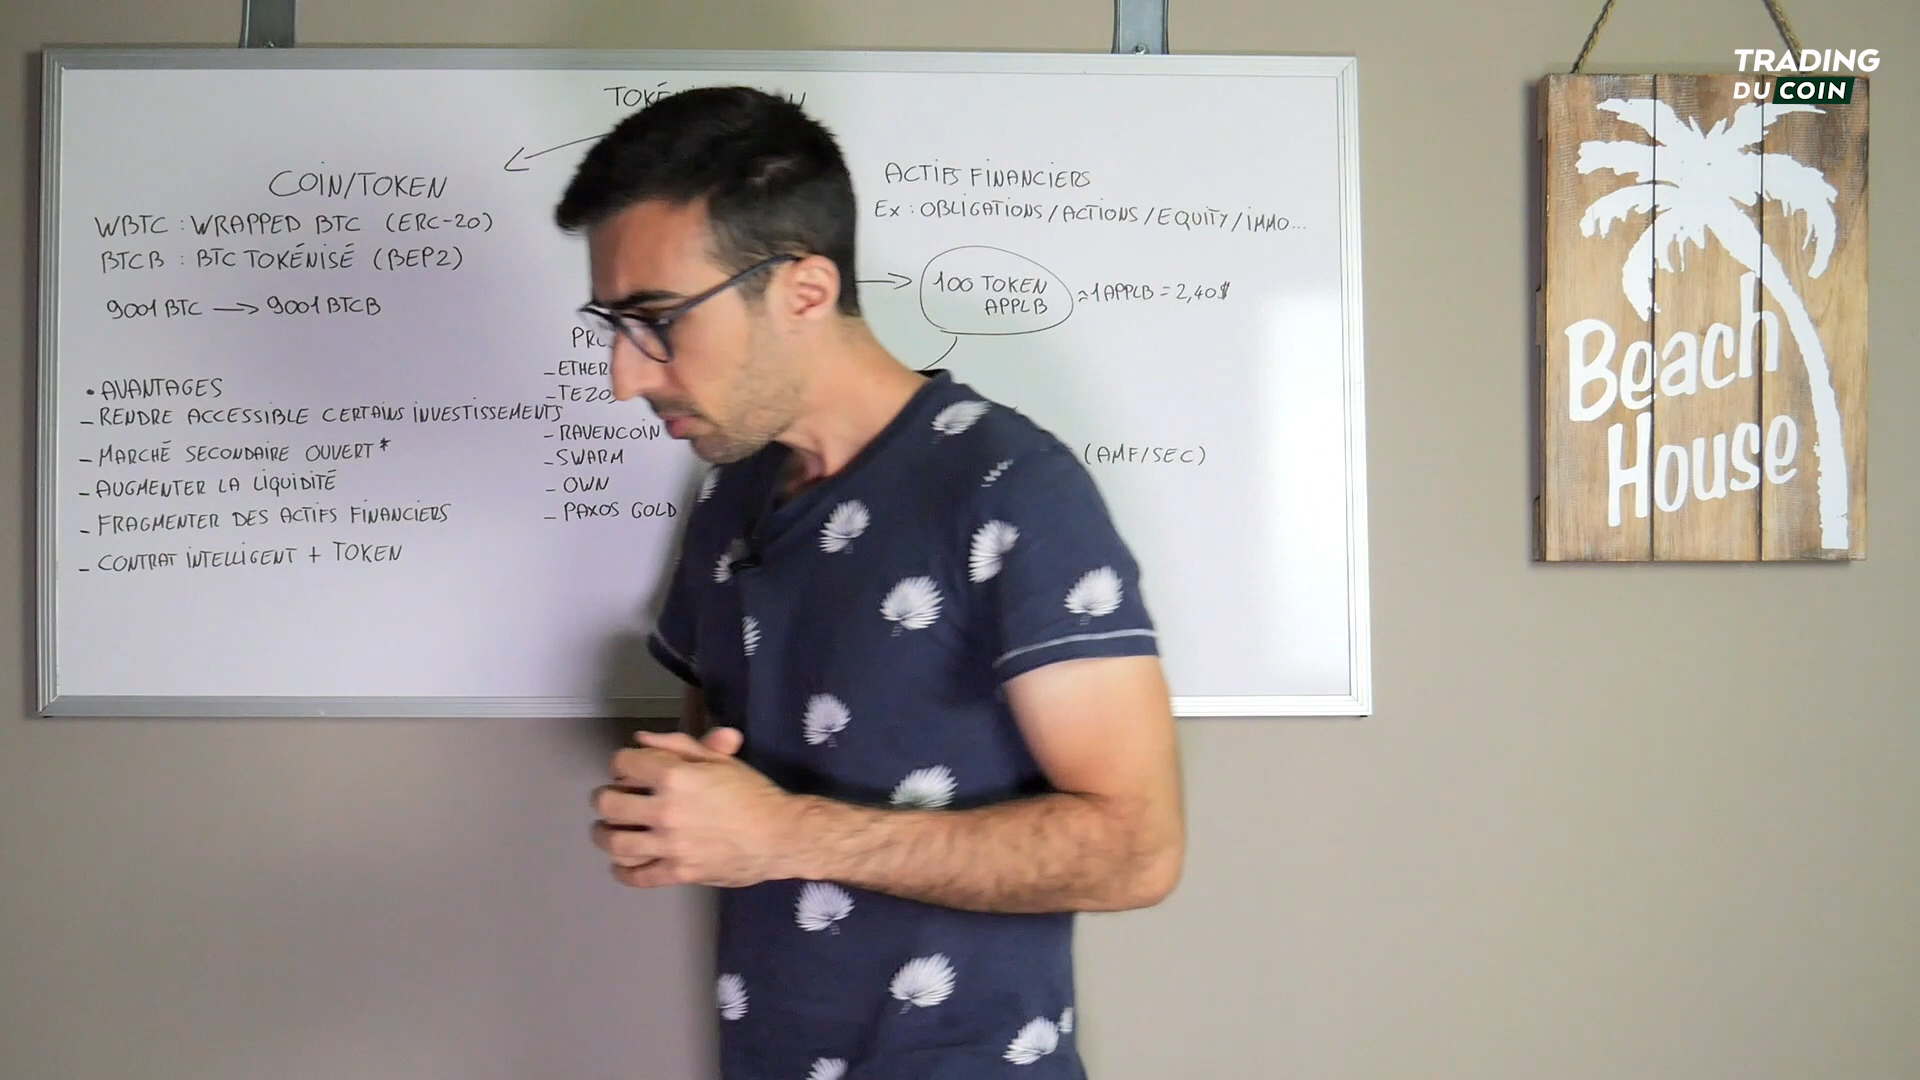 COIN/TOKEN
WBTC : WRAPPED BTC (ERC-20)
BTCB : BTC TOKÉNISÉ (BEP2)
9001 BTC → 9001 BTCB
• AVANTAGES
- RENDRE ACCESSIBLE CERTAINS INVESTISSEMENTS
- MARCHÉ SECONDAIRE OUVERT*
- AUGMENTER LA LIQUIDITÉ
- FRAGMENTER DES ACTIFS FINANCIERS
- CONTRAT INTELLIGENT + TOKEN
- RAVENCOIN
- SWARM
- OWN
- PAXOS GOLD
ACTIFS FINANCIERS
EX : OBLIGATIONS/ACTIONS/EQUITY/IMMO...
→ 100 TOKEN
APPLB
≈ 1 APPLB = 2,40$
(AMF/SEC)
TRADING
DU COIN
Beach
House